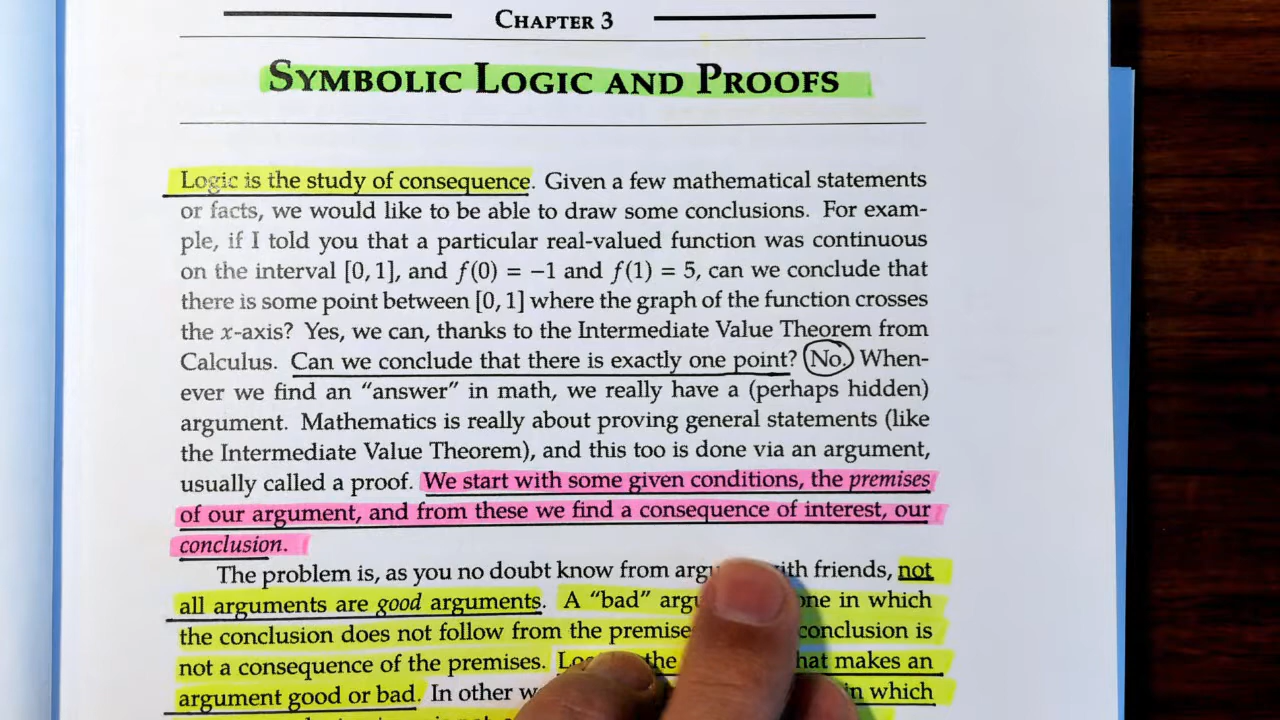 CHAPTER 3
SYMBOLIC LOGIC AND PROOFS
Logic is the study of consequence. Given a few mathematical statements
or facts, we would like to be able to draw some conclusions. For exam-
ple, if I told you that a particular real-valued function was continuous
on the interval [0, 1], and f(0) = −1 and f(1) = 5, can we conclude that
there is some point between [0, 1] where the graph of the function crosses
the x-axis? Yes, we can, thanks to the Intermediate Value Theorem from
Calculus. Can we conclude that there is exactly one point? No. When-
ever we find an “answer” in math, we really have a (perhaps hidden)
argument. Mathematics is really about proving general statements (like
the Intermediate Value Theorem), and this too is done via an argument,
usually called a proof. We start with some given conditions, the premises
of our argument, and from these we find a consequence of interest, our
conclusion.
The problem is, as you no doubt know from with friends, not
all arguments are good arguments. A “bad” one in which
the conclusion does not follow from the conclusion is
not a consequence of the premises. the makes an
argument good or bad. In other in which